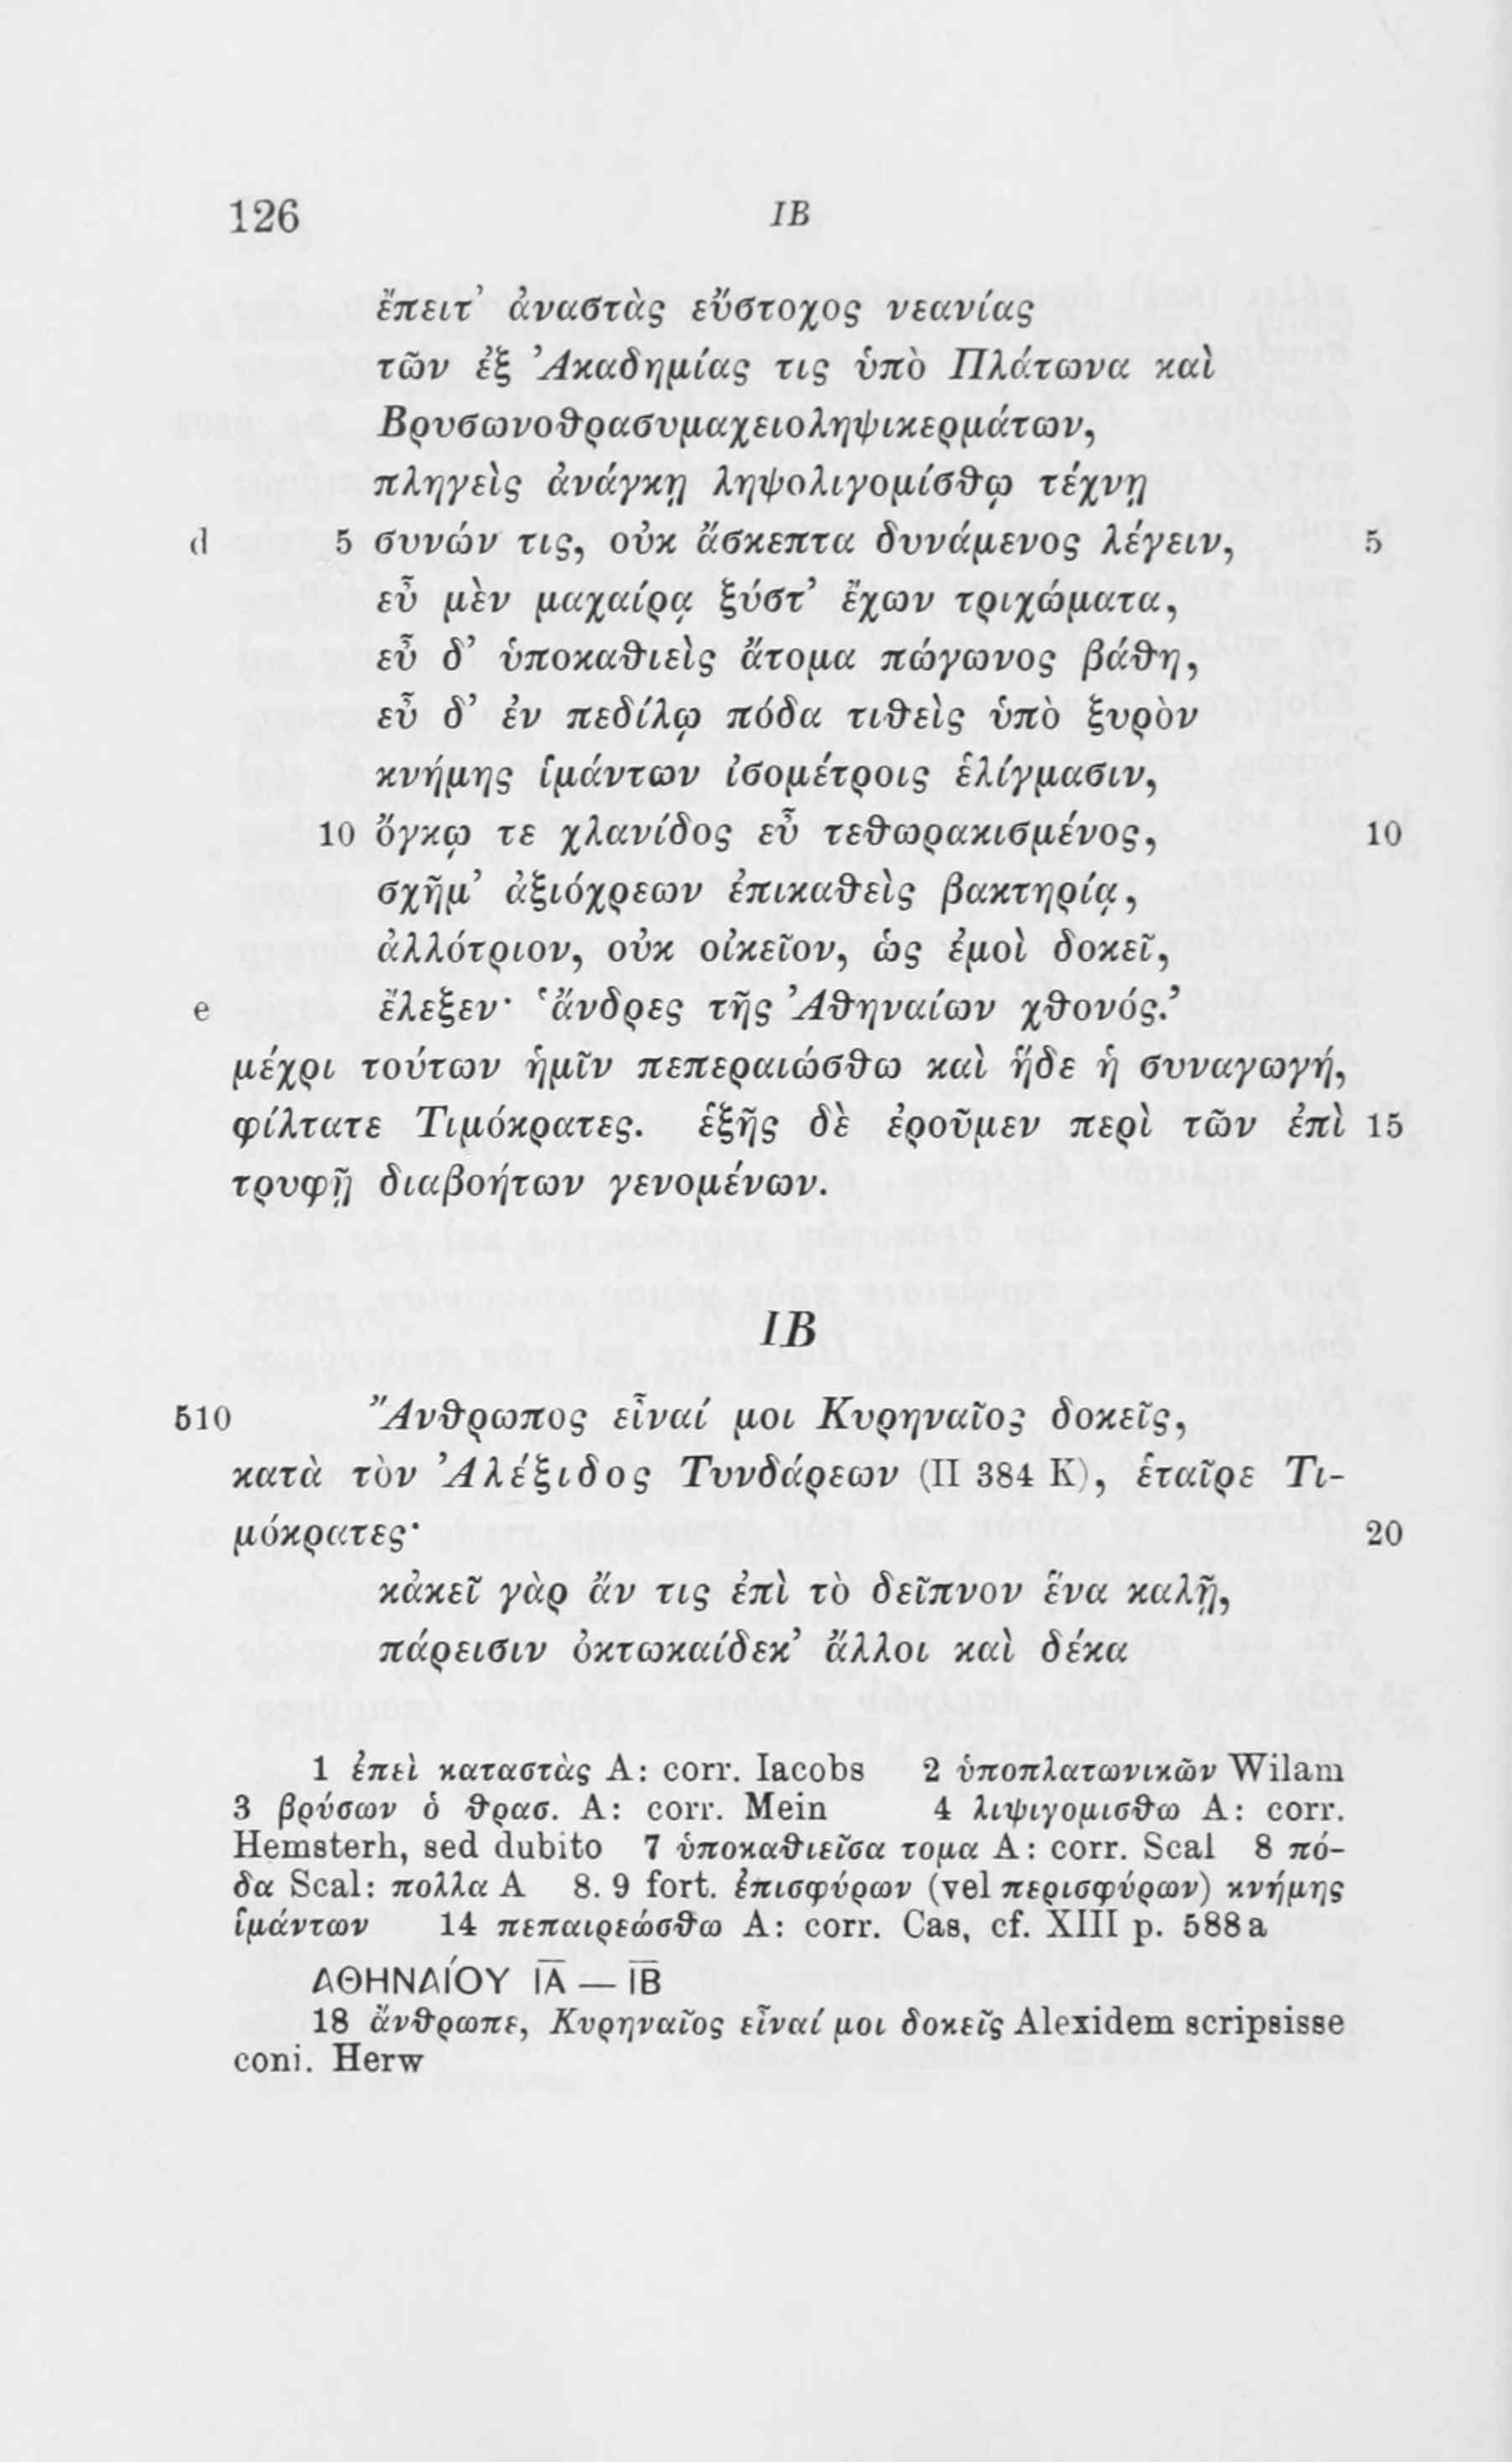 126 IB
ἔπειτ’ ἀναστὰς εὔστοχος νεανίας
τῶν ἐξ Ἀκαδημίας τις ὑπὸ Πλάτωνα καὶ
Βρυσωνοθρασυμαχειοληψικερμάτων,
πληγεὶς ἀνάγκῃ ληψολιγομίσθῳ τέχνῃ
d 5 συνών τις, οὐκ ἄσκεπτα δυνάμενος λέγειν, 5
εὖ μὲν μαχαίρᾳ ξύστ’ ἔχων τριχώματα,
εὖ δ’ ὑποκαθιεὶς ἄτομα πώγωνος βάθη,
εὖ δ’ ἐν πεδίλῳ πόδα τιθεὶς ὑπὸ ξυρὸν
κνήμης ἱμάντων ἰσομέτροις ἑλίγμασιν,
10 ὄγκῳ τε χλανίδος εὖ τεθωρακισμένος, 10
σχῆμ’ ἀξιόχρεων ἐπικαθεὶς βακτηρίᾳ,
ἀλλότριον, οὐκ οἰκεῖον, ὡς ἐμοὶ δοκεῖ,
e ἔλεξεν· ‘ἄνδρες τῆς Ἀθηναίων χθονός.’
μέχρι τούτων ἡμῖν πεπεραιώσθω καὶ ἥδε ἡ συναγωγή,
φίλτατε Τιμόκρατες. ἑξῆς δὲ ἐροῦμεν περὶ τῶν ἐπὶ 15
τρυφῇ διαβοήτων γενομένων.
IB
510 Ἄνθρωπος εἶναί μοι Κυρηναῖος δοκεῖς,
κατὰ τὸν Ἀλέξιδος Τυνδάρεων (II 384 K), ἑταῖρε Τι-
μόκρατες· 20
κἀκεῖ γὰρ ἄν τις ἐπὶ τὸ δεῖπνον ἕνα καλῇ,
πάρεισιν ὀκτωκαίδεκ’ ἄλλοι καὶ δέκα
1 ἐπεὶ καταστὰς A: corr. Iacobs 2 ὑποπλατωνικῶν Wilam
3 βρύσων ὁ θρασ. A: corr. Mein 4 λιψιγομισθω A: corr.
Hemsterh, sed dubito 7 ὑποκαθιεῖσα τομα A: corr. Scal 8 πό-
δα Scal: πολλα A 8. 9 fort. ἐπισφύρων (vel περισφύρων) κνήμης
ἱμάντων 14 πεπαιρεώσθω A: corr. Cas, cf. XIII p. 588a
ΑΘΗΝΑΊΟΥ I̅A̅ — I̅B̅
18 ἄνθρωπε, Κυρηναῖος εἶναί μοι δοκεῖς Alexidem scripsisse
coni. Herw